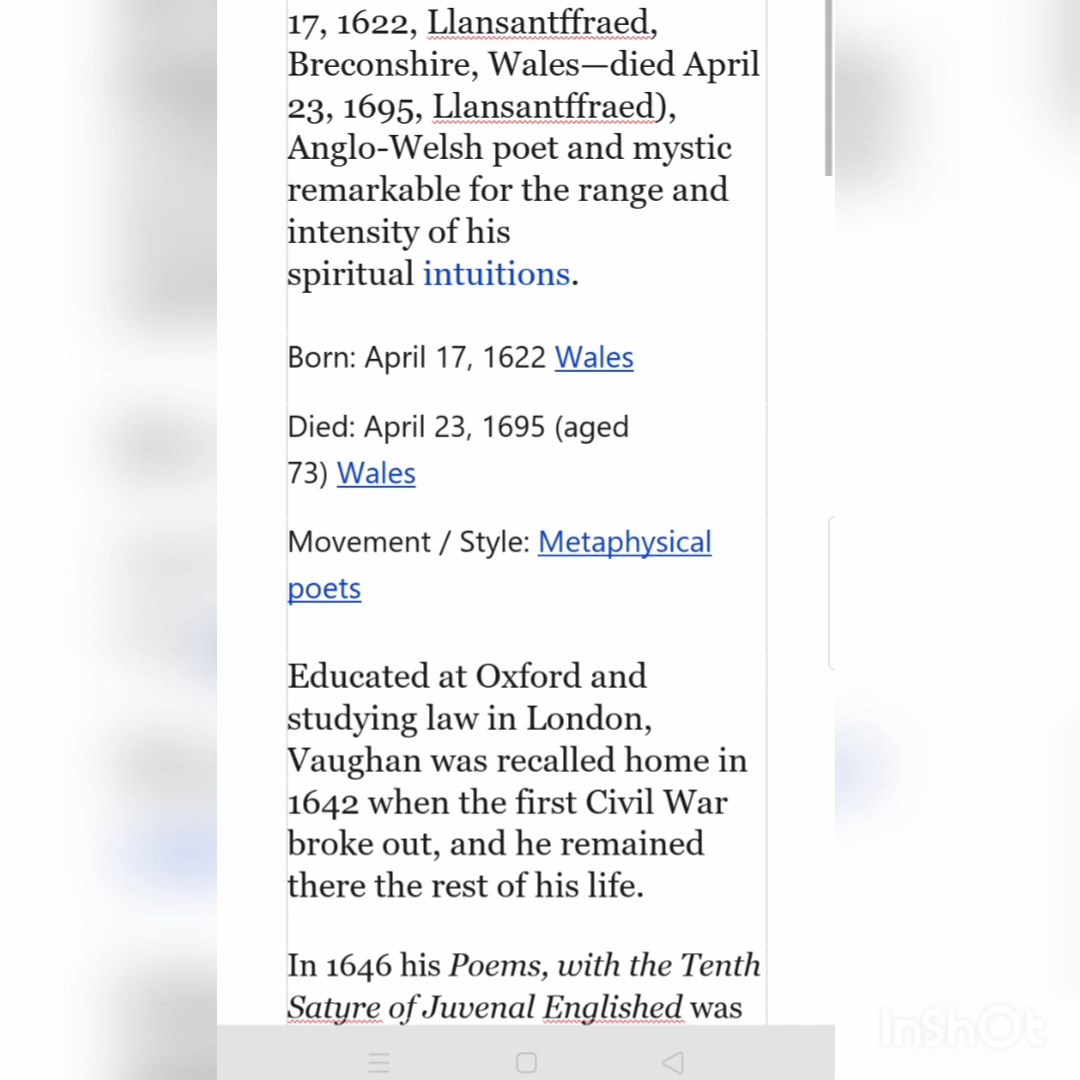 17, 1622, Llansantffraed,
Breconshire, Wales—died April
23, 1695, Llansantffraed),
Anglo-Welsh poet and mystic
remarkable for the range and
intensity of his
spiritual intuitions.
Born: April 17, 1622 Wales
Died: April 23, 1695 (aged
73) Wales
Movement / Style: Metaphysical
poets
Educated at Oxford and
studying law in London,
Vaughan was recalled home in
1642 when the first Civil War
broke out, and he remained
there the rest of his life.
In 1646 his Poems, with the Tenth
Satyre of Juvenal Englished was
InShOt